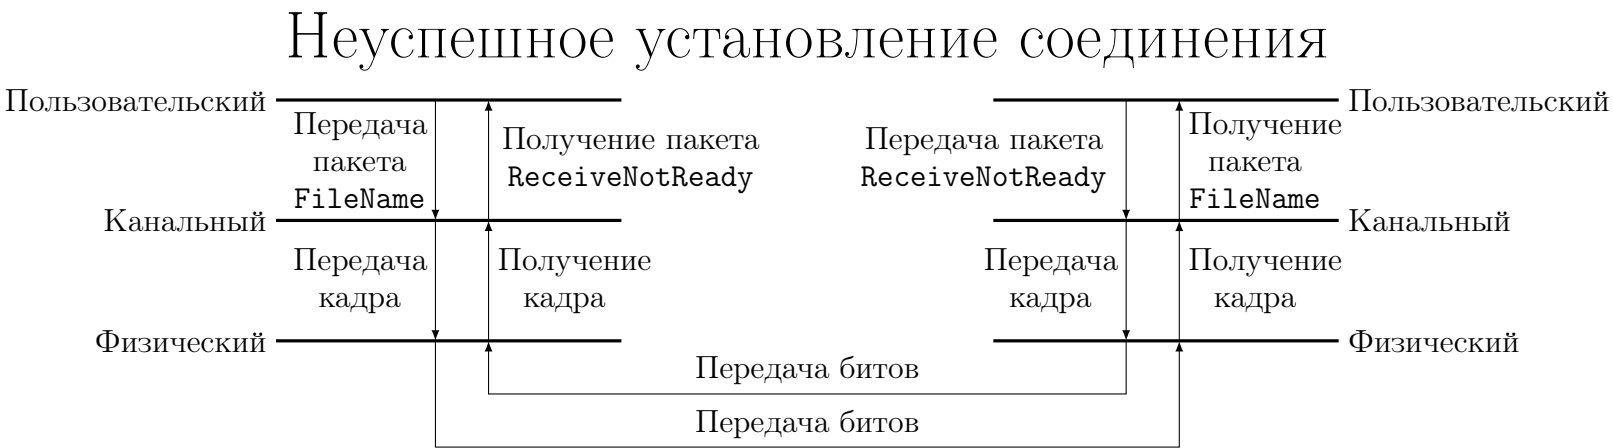 Неуспешное установление соединения
Пользовательский
Передача
пакета
FileName
Получение пакета
ReceiveNotReady
Передача пакета
ReceiveNotReady
Получение
пакета
FileName
Пользовательский
Канальный
Передача
кадра
Получение
кадра
Передача
кадра
Получение
кадра
Канальный
Физический
Физический
Передача битов
Передача битов